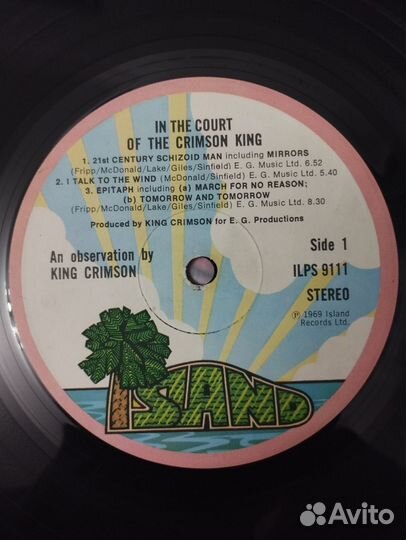 IN THE COURT
OF THE CRIMSON KING
1. 21st CENTURY SCHIZOID MAN including MIRRORS
(Fripp/McDonald/Lake/Giles/Sinfield) E. G. Music Ltd. 6.52
2. I TALK TO THE WIND (McDonald/Sinfield) E. G. Music Ltd. 5.40
3. EPITAPH including (a) MARCH FOR NO REASON;
(b) TOMORROW AND TOMORROW
(Fripp/McDonald/Lake/Giles/Sinfield) E. G. Music Ltd. 8.30
Produced by KING CRIMSON for E. G. Productions
An observation by
KING CRIMSON
Side 1
ILPS 9111
STEREO
Ⓟ 1969 Island
Records Ltd.
ISLAND
Avito